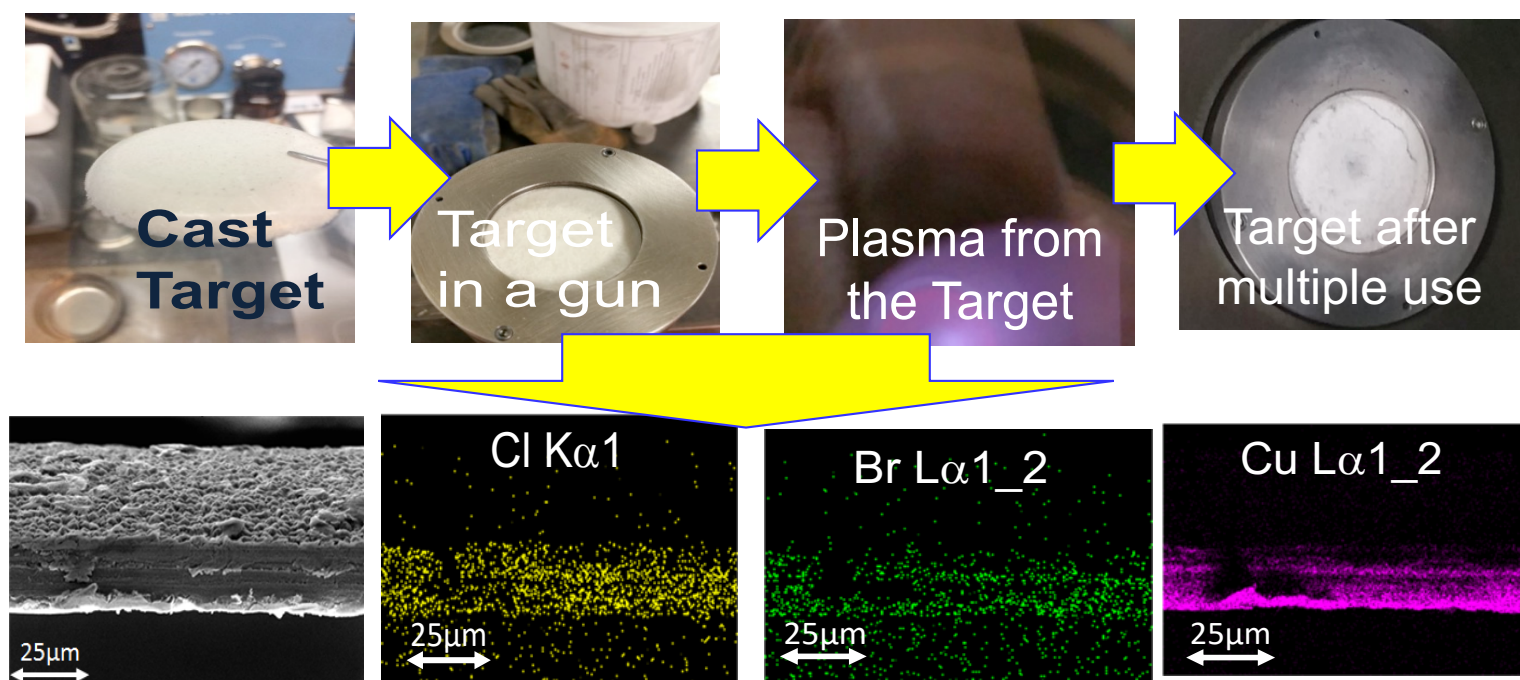 Cast
Target
Target
in a gun
Plasma from
the Target
Target after
multiple use
25μm
Cl Kα1
25μm
Br Lα1_2
25μm
Cu Lα1_2
25μm